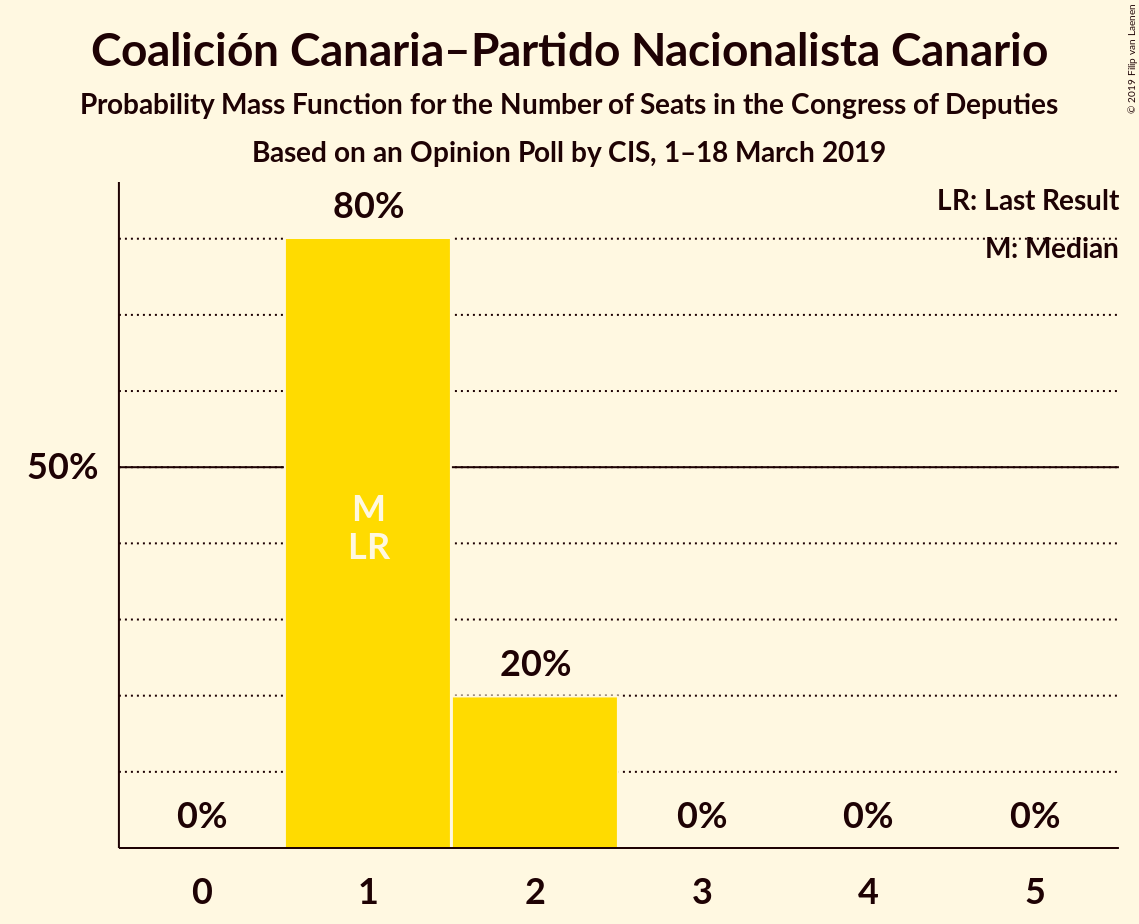 Coalición Canaria–Partido Nacionalista Canario
Probability Mass Function for the Number of Seats in the Congress of Deputies
Based on an Opinion Poll by CIS, 1–18 March 2019
© 2019 Filip van Laenen
LR: Last Result
M: Median
80%
50%
M
LR
20%
0%
0%
0%
0%
0 1 2 3 4 5